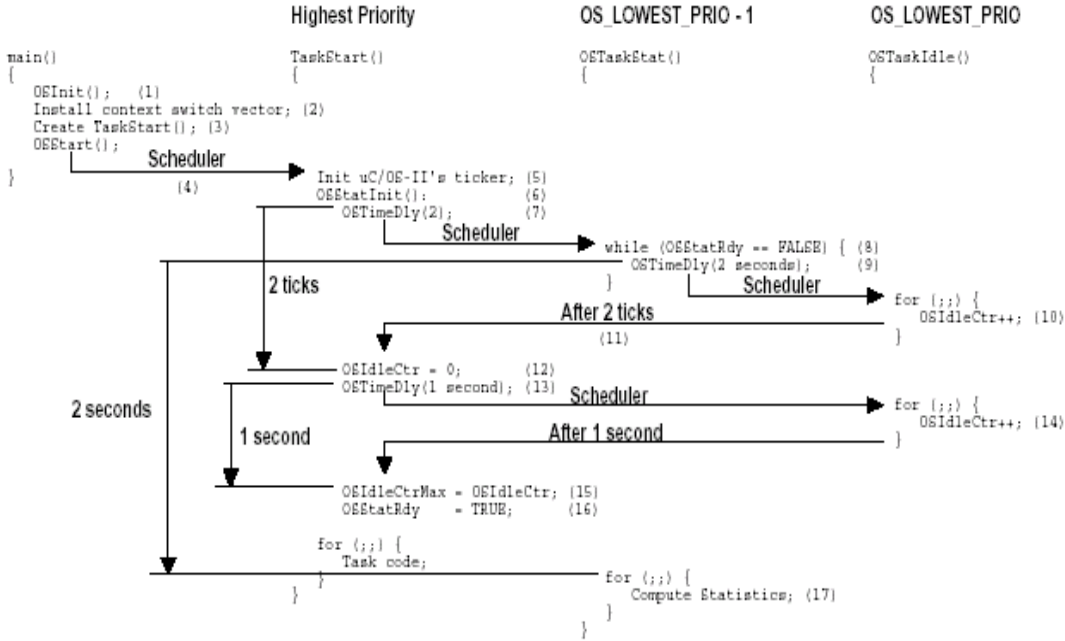 Highest Priority OS_LOWEST_PRIO - 1 OS_LOWEST_PRIO
main() TaskStart() OSTaskStat() OSTaskIdle()
{ { { {
OSInit(); (1)
Install context switch vector; (2)
Create TaskStart(); (3)
OSStart();
Scheduler
} Init uC/OS-II's ticker; (5)
(4)
OSStatInit(): (6)
OSTimeDly(2); (7)
Scheduler
while (OSStatRdy == FALSE) { (8)
OSTimeDly(2 seconds); (9)
}
2 ticks
Scheduler
for (;;) {
OSIdleCtr++; (10)
}
After 2 ticks
(11)
OSIdleCtr = 0; (12)
OSTimeDly(1 second); (13)
Scheduler
for (;;) {
OSIdleCtr++; (14)
}
2 seconds
1 second
After 1 second
OSIdleCtrMax = OSIdleCtr; (15)
OSStatRdy = TRUE; (16)
for (;;) {
Task code;
}
}
for (;;) {
Compute Statistics; (17)
}
}